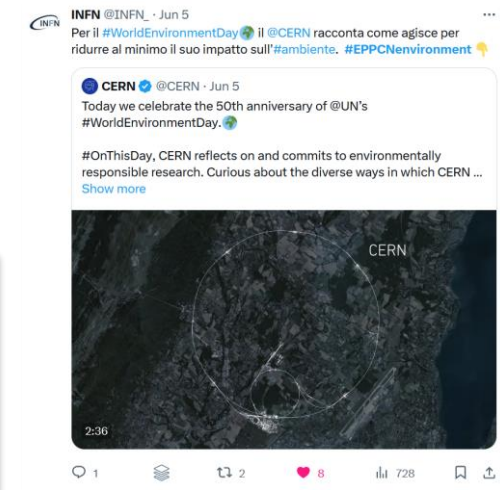 INFN
INFN @INFN_ · Jun 5
Per il #WorldEnvironmentDay🌍 il @CERN racconta come agisce per
ridurre al minimo il suo impatto sull'#ambiente. #EPPCNenvironment 👇
CERN @CERN · Jun 5
Today we celebrate the 50th anniversary of @UN's
#WorldEnvironmentDay.🌍
#OnThisDay, CERN reflects on and commits to environmentally
responsible research. Curious about the diverse ways in which CERN ...
Show more
CERN
2:36
1 2 8 728